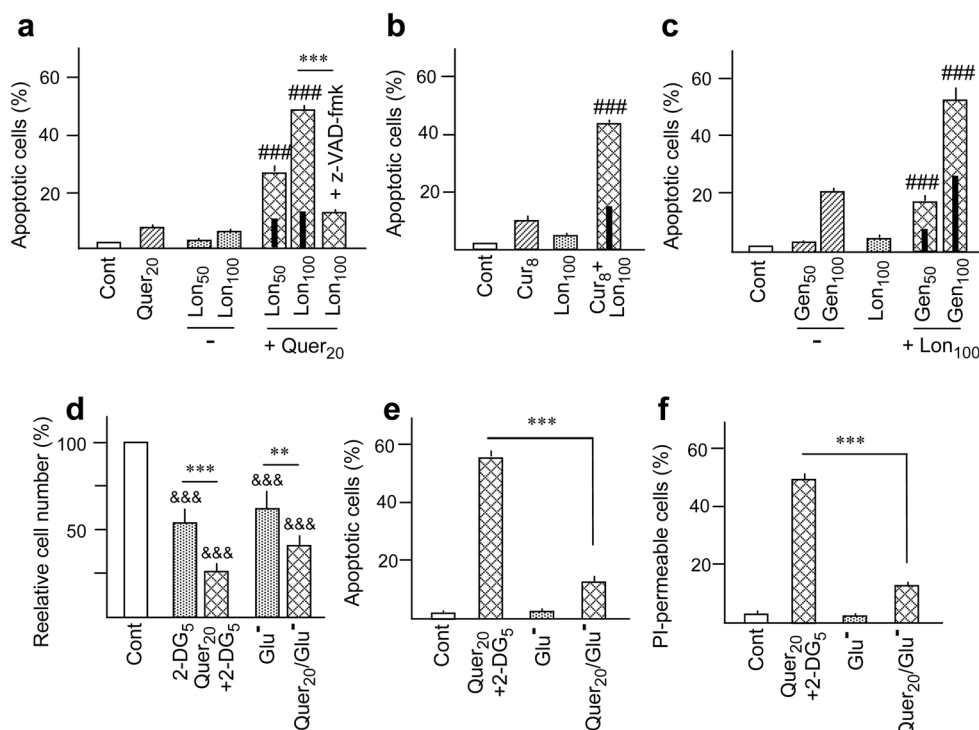 a
Apoptotic cells (%)
60
40
20
***
###
###
+ z-VAD-fmk
Cont
Quer20
Lon50
Lon100
Lon50
Lon100
Lon100
-
+ Quer20
b
Apoptotic cells (%)
60
40
20
###
Cont
Cur8
Lon100
Cur8+
Lon100
c
Apoptotic cells (%)
60
40
20
###
###
Cont
Gen50
Gen100
Lon100
Gen50
Gen100
-
+ Lon100
d
Reelative cell number (%)
100
50
***
**
&&&
&&&
&&&
&&&
Cont
2-DG5
Quer20
+2-DG5
Glu-
Quer20/Glu-
e
Apoptotic cells (%)
60
40
20
***
Cont
Quer20
+2-DG5
Glu-
Quer20/Glu-
f
PI-permeable cells (%)
60
40
20
***
Cont
Quer20
+2-DG5
Glu-
Quer20/Glu-